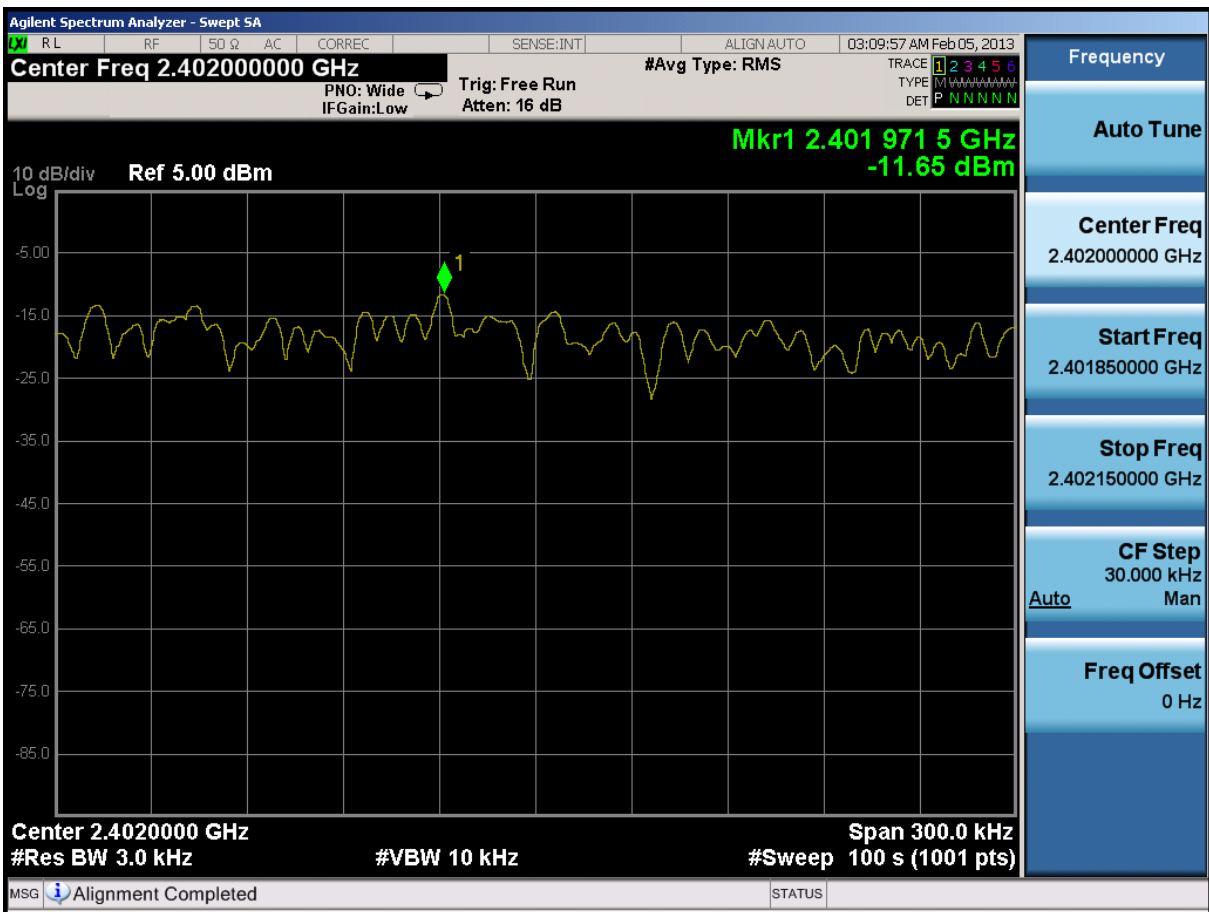 Agilent Spectrum Analyzer - Swept SA
LXI RL RF 50 Ω AC CORREC SENSE:INT ALIGN AUTO 03:09:57 AM Feb 05, 2013
Center Freq 2.402000000 GHz #Avg Type: RMS TRACE 1 2 3 4 5 6
PNO: Wide Trig: Free Run TYPE MWWWWW
IFGain:Low Atten: 16 dB DET P N N N N N
Mkr1 2.401 971 5 GHz
-11.65 dBm
10 dB/div Ref 5.00 dBm
Log
1
-5.00
-15.0
-25.0
-35.0
-45.0
-55.0
-65.0
-75.0
-85.0
Center 2.4020000 GHz Span 300.0 kHz
#Res BW 3.0 kHz #VBW 10 kHz #Sweep 100 s (1001 pts)
MSG Alignment Completed STATUS
Frequency
Auto Tune
Center Freq
2.402000000 GHz
Start Freq
2.401850000 GHz
Stop Freq
2.402150000 GHz
CF Step
30.000 kHz
Auto Man
Freq Offset
0 Hz